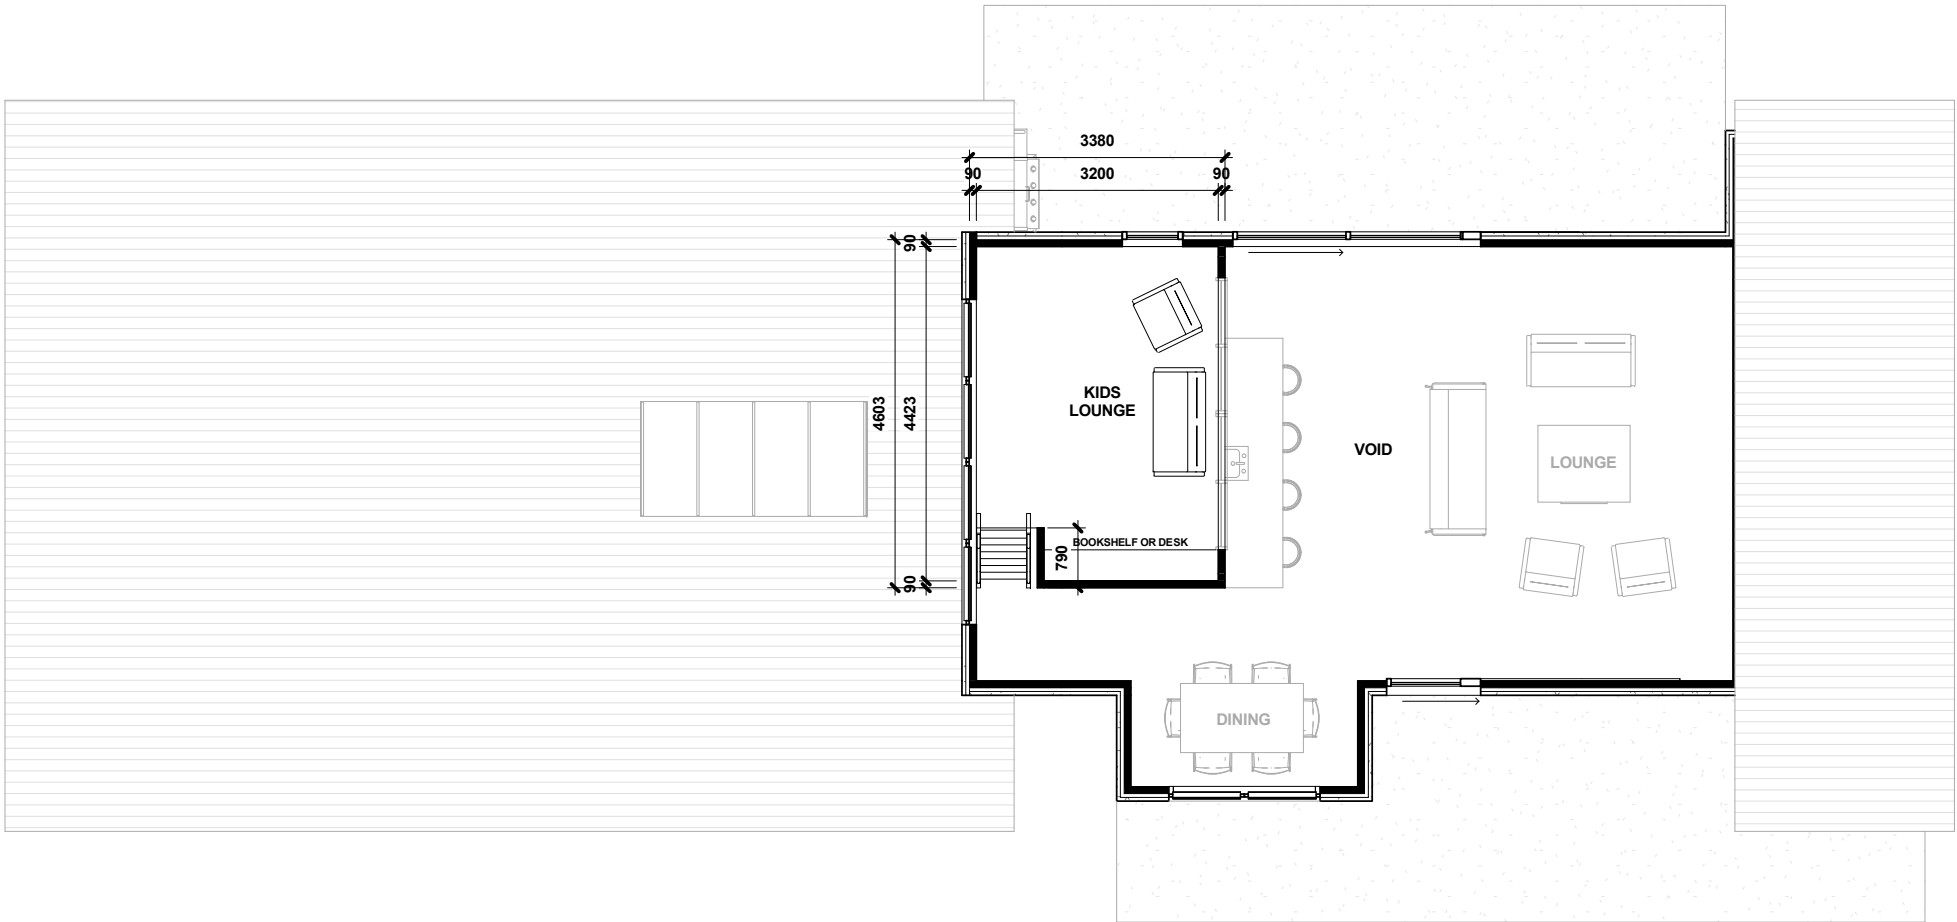 3380
90
3200
90
90
4603
4423
KIDS
LOUNGE
VOID
LOUNGE
BOOKSHELF OR DESK
790
90
DINING